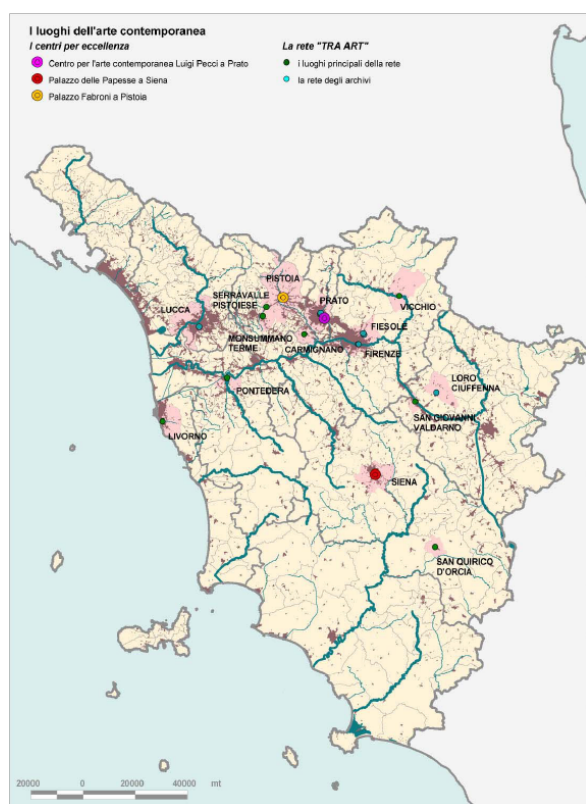 I luoghi dell'arte contemporanea
I centri per eccellenza
Centro per l'arte contemporanea Luigi Pecci a Prato
Palazzo delle Papesse a Siena
Palazzo Fabroni a Pistoia
La rete "TRA ART"
i luoghi principali della rete
la rete degli archivi
PISTOIA
SERRAVALLE
PISTOIESE
PRATO
VICCHIO
LUCCA
FIESOLE
MONSUMMANO
TERME
CARMIGNANO
FIRENZE
LORO
CIUFFENNA
PONTEDERA
SAN GIOVANNI
VALDARNO
LIVORNO
SIENA
SAN QUIRICO
D'ORCIA
20000 0 20000 40000 mt